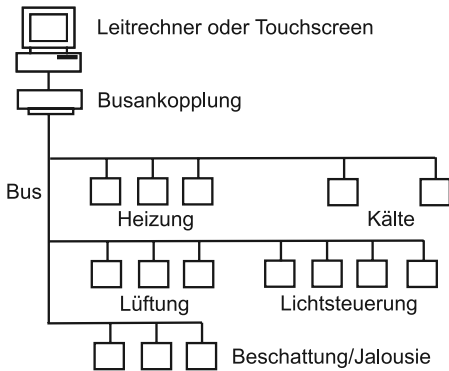 Leitrechner oder Touchscreen
Busankopplung
Bus
Heizung
Kälte
Lüftung
Lichtsteuerung
Beschattung/Jalousie